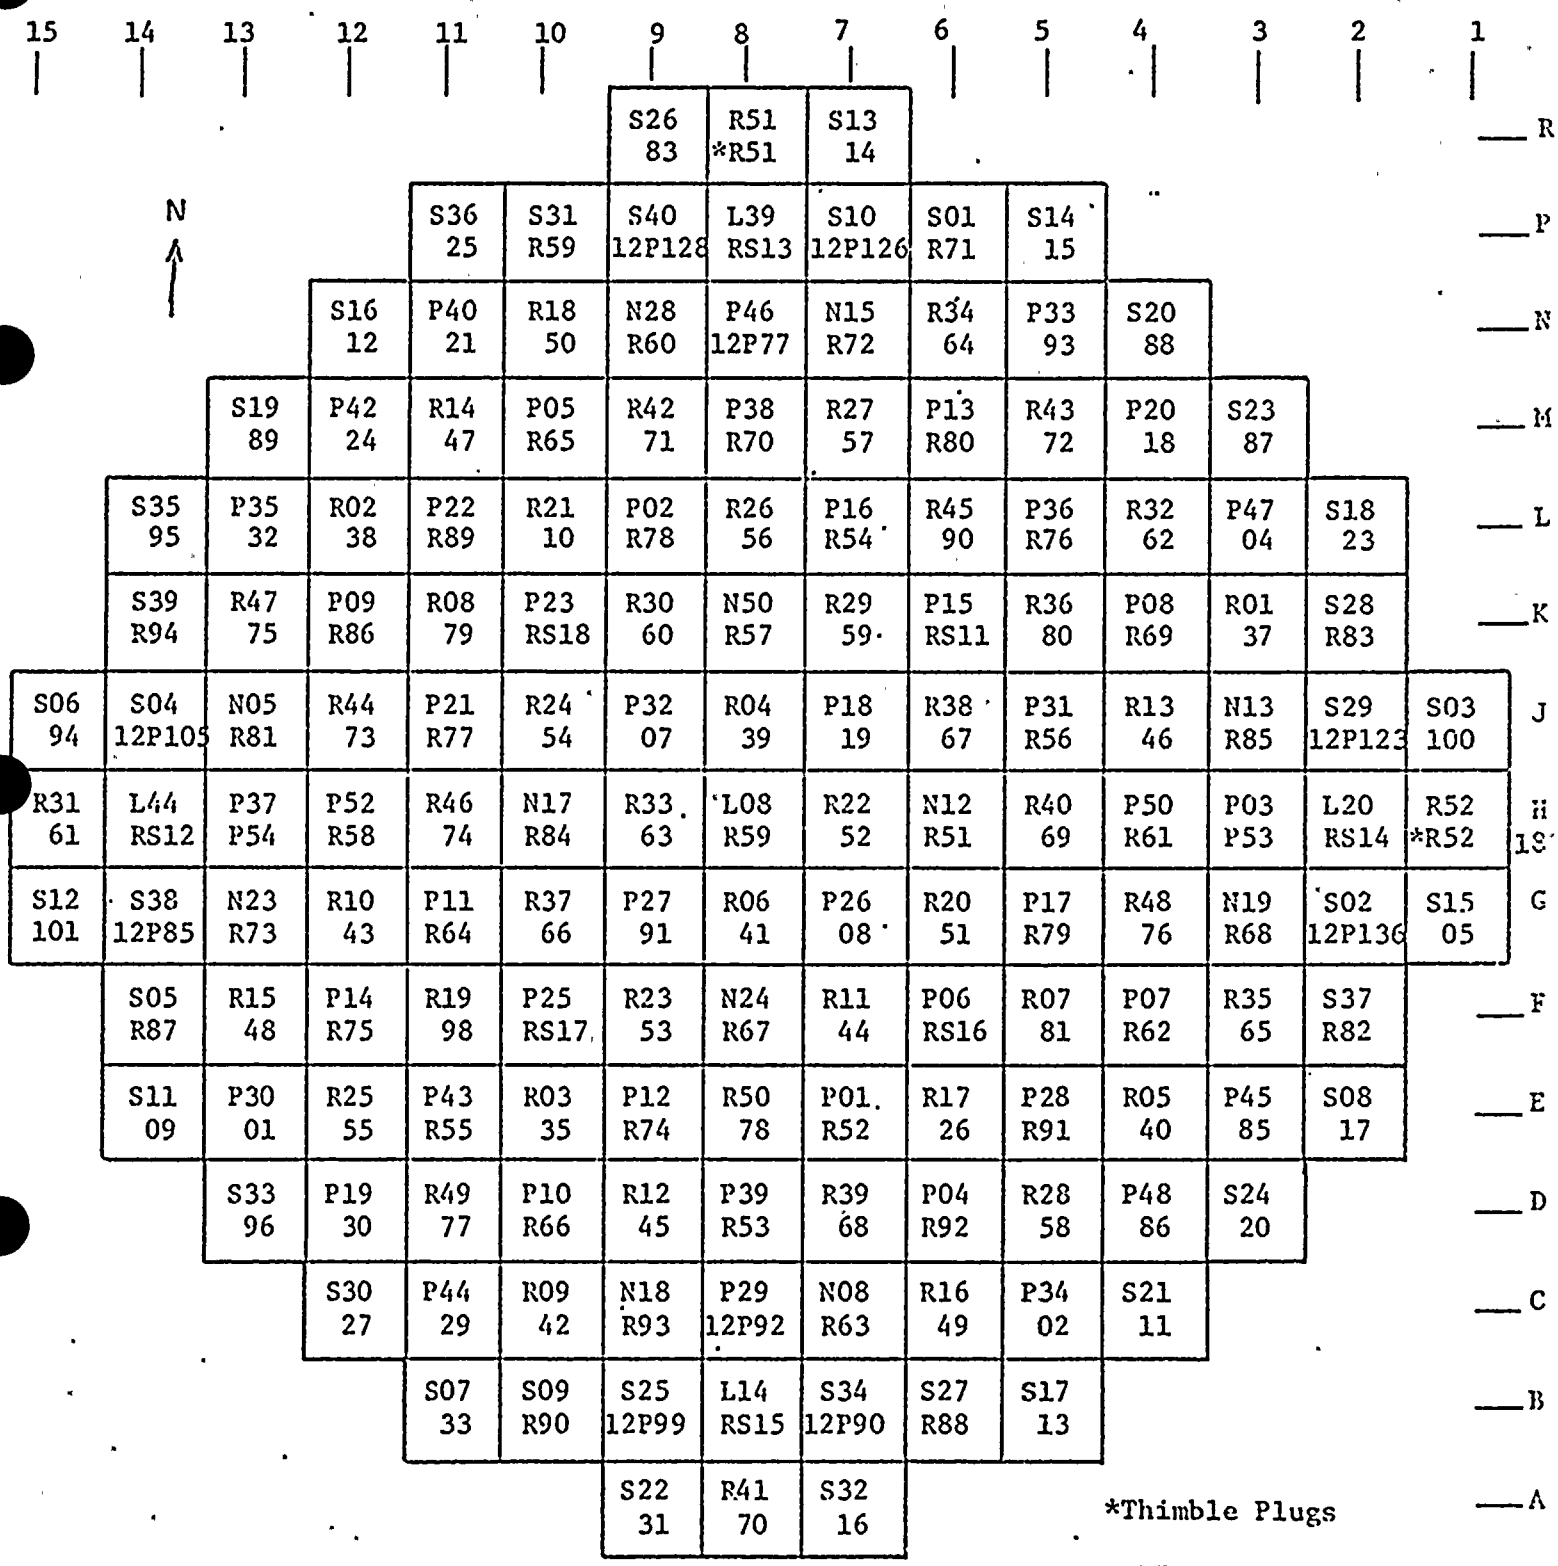 15 14 13 12 11 10 9 8 7 6 5 4 3 2 1
S26 R51 S13 R
83 *R51 14
N
S36 S31 S40 L39 S10 S01 S14 P
25 R59 12P128 RS13 12P126 R71 15
S16 P40 R18 N28 P46 N15 R34 P33 S20 N
12 21 50 R60 12P77 R72 64 93 88
S19 P42 R14 P05 R42 P38 R27 P13 R43 P20 S23 M
89 24 47 R65 71 R70 57 R80 72 18 87
S35 P35 R02 P22 R21 P02 R26 P16 R45 P36 R32 P47 S18 L
95 32 38 R89 10 R78 56 R54 90 R76 62 04 23
S39 R47 P09 R08 P23 R30 N50 R29 P15 R36 P08 R01 S28 K
R94 75 R86 79 RS18 60 R57 59 RS11 80 R69 37 R83
S06 S04 N05 R44 P21 R24 P32 R04 P18 R38 P31 R13 N13 S29 S03 J
94 12P105 R81 73 R77 54 07 39 19 67 R56 46 R85 12P123 100
R31 L44 P37 P52 R46 N17 R33 L08 R22 N12 R40 P50 P03 L20 R52 H
61 RS12 P54 R58 74 R84 63 R59 52 R51 69 R61 P53 RS14 *R52
S12 S38 N23 R10 P11 R37 P27 R06 P26 R20 P17 R48 N19 S02 S15 G
101 12P85 R73 43 R64 66 91 41 08 51 R79 76 R68 12P136 05
S05 R15 P14 R19 P25 R23 N24 R11 P06 R07 P07 R35 S37 F
R87 48 R75 98 RS17 53 R67 44 RS16 81 R62 65 R82
S11 P30 R25 P43 R03 P12 R50 P01 R17 P28 R05 P45 S08 E
09 01 55 R55 35 R74 78 R52 26 R91 40 85 17
S33 P19 R49 P10 R12 P39 R39 P04 R28 P48 S24 D
96 30 77 R66 45 R53 68 R92 58 86 20
S30 P44 R09 N18 P29 N08 R16 P34 S21 C
27 29 42 R93 12P92 R63 49 02 11
S07 S09 S25 L14 S34 S27 S17 B
33 R90 12P99 RS15 12P90 R88 13
S22 R41 S32 A
31 70 16
*Thimble Plugs